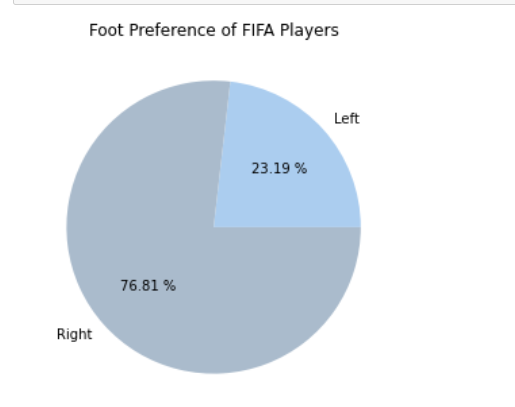 Foot Preference of FIFA Players
Left
23.19 %
76.81 %
Right